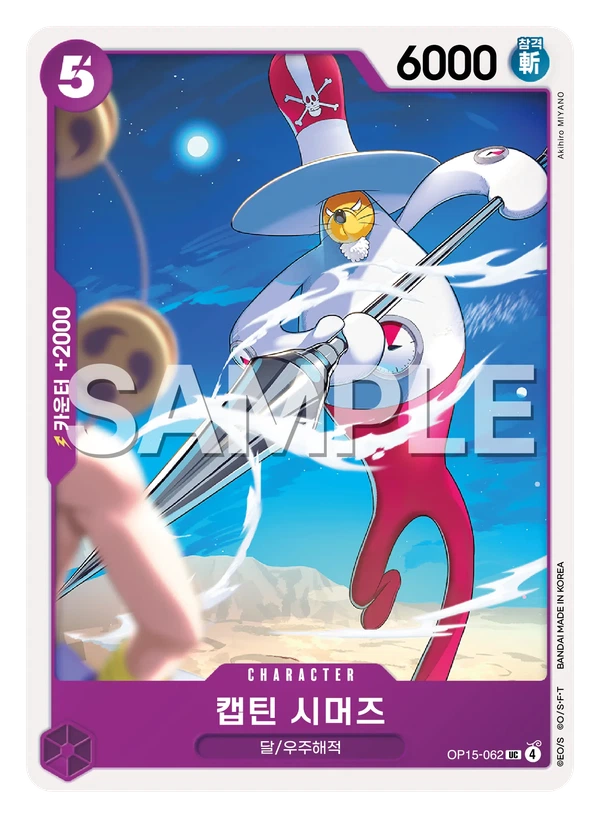 5
6000
참격
斬
Akihiro MIYANO
카운터 +2000
SAMPLE
CHARACTER
캡틴 시머즈
달/우주해적
OP15-062 UC 4
©EO/S ©O/S·F·T BANDAI MADE IN KOREA